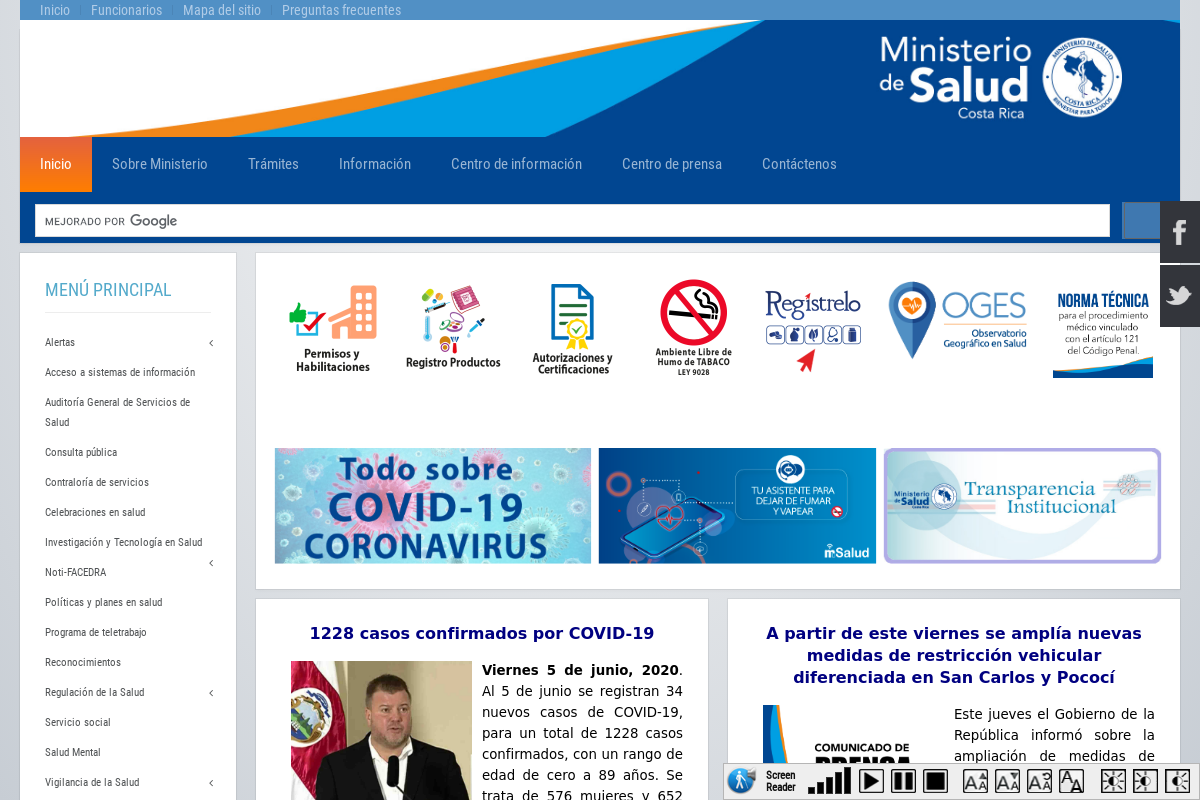 Inicio
Funcionarios
Mapa del sitio
Preguntas frecuentes
Ministerio
de Salud
Costa Rica
MINISTERIO DE SALUD
COSTA RICA
BIENESTAR PARA TODOS
Inicio
Sobre Ministerio
Trámites
Información
Centro de información
Centro de prensa
Contáctenos
MEJORADO POR Google
MENÚ PRINCIPAL
Alertas
Acceso a sistemas de información
Auditoría General de Servicios de
Salud
Consulta pública
Contraloría de servicios
Celebraciones en salud
Investigación y Tecnología en Salud
Noti-FACEDRA
Políticas y planes en salud
Programa de teletrabajo
Reconocimientos
Regulación de la Salud
Servicio social
Salud Mental
Vigilancia de la Salud
Permisos y
Habilitaciones
Registro Productos
Autorizaciones y
Certificaciones
Ambiente Libre de
Humo de TABACO
LEY 9028
Regístrelo
OGES
Observatorio
Geográfico en Salud
NORMA TÉCNICA
para el procedimiento
médico vinculado
con el artículo 121
del Código Penal.
Todo sobre
COVID-19
CORONAVIRUS
TU ASISTENTE PARA
DEJAR DE FUMAR
Y VAPEAR
mSalud
Ministerio
de Salud
Costa Rica
Transparencia
Institucional
1228 casos confirmados por COVID-19
Viernes 5 de junio, 2020.
Al 5 de junio se registran 34
nuevos casos de COVID-19,
para un total de 1228 casos
confirmados, con un rango de
edad de cero a 89 años. Se
trata de 576 mujeres y 652
A partir de este viernes se amplía nuevas
medidas de restricción vehicular
diferenciada en San Carlos y Pococí
COMUNICADO DE
PRENSA
Este jueves el Gobierno de la
República informó sobre la
ampliación de medidas de
Screen
Reader